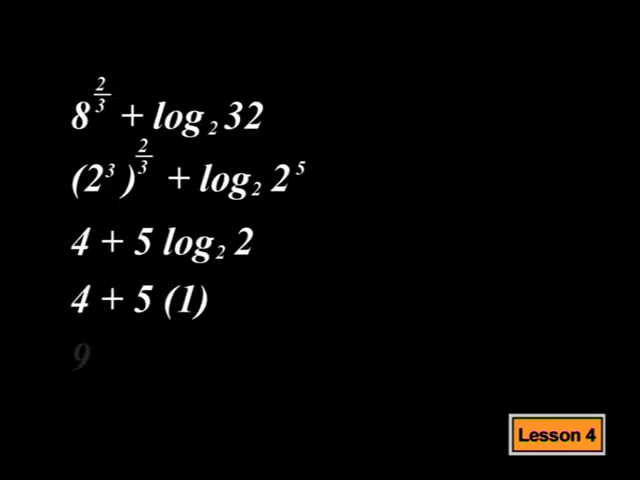 8^{2/3} + log₂ 32
(2³)^{2/3} + log₂ 2⁵
4 + 5 log₂ 2
4 + 5 (1)
9
Lesson 4